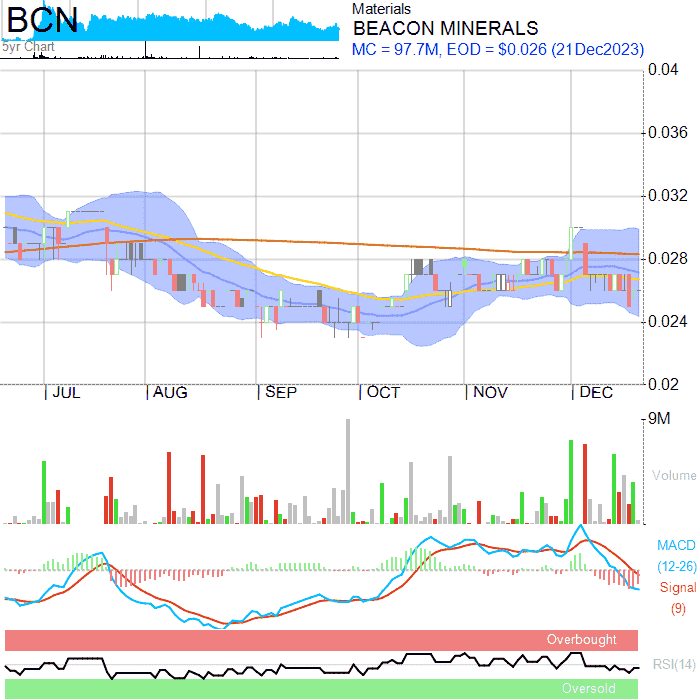 BCN
5yr Chart
Materials
BEACON MINERALS
MC = 97.7M, EOD = $0.026 (21Dec2023)
0.04
0.036
0.032
0.028
0.024
0.02
JUL AUG SEP OCT NOV DEC
9M
Volume
MACD
(12-26)
Signal
(9)
Overbought
RSI(14)
Oversold